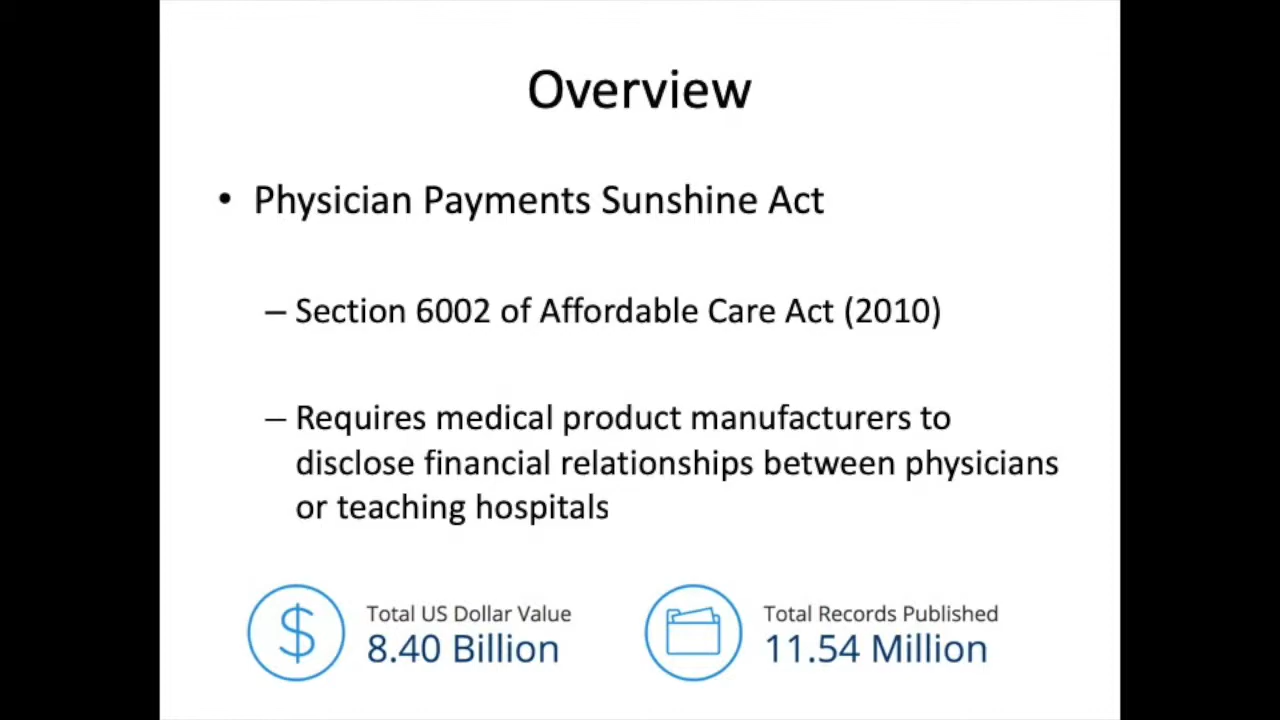 Overview
• Physician Payments Sunshine Act
– Section 6002 of Affordable Care Act (2010)
– Requires medical product manufacturers to
disclose financial relationships between physicians
or teaching hospitals
$
Total US Dollar Value
8.40 Billion
Total Records Published
11.54 Million